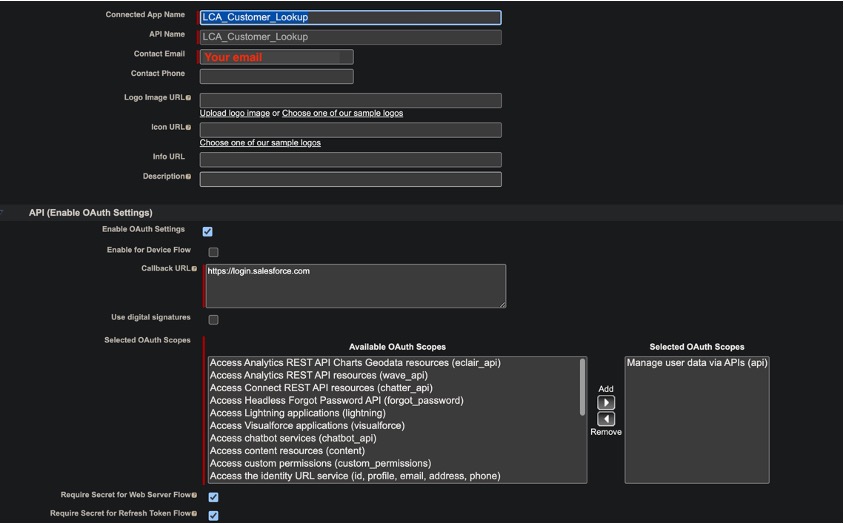 Connected App Name LCA_Customer_Lookup
API Name LCA_Customer_Lookup
Contact Email Your email
Contact Phone
Logo Image URL
Upload logo image or Choose one of our sample logos
Icon URL
Choose one of our sample logos
Info URL
Description
API (Enable OAuth Settings)
Enable OAuth Settings
Enable for Device Flow
Callback URL https://login.salesforce.com
Use digital signatures
Selected OAuth Scopes
Available OAuth Scopes Selected OAuth Scopes
Access Analytics REST API Charts Geodata resources (eclair_api) Manage user data via APIs (api)
Access Analytics REST API resources (wave_api)
Access Connect REST API resources (chatter_api) Add
Access Headless Forgot Password API (forgot_password)
Access Lightning applications (lightning)
Access Visualforce applications (visualforce) Remove
Access chatbot services (chatbot_api)
Access content resources (content)
Access custom permissions (custom_permissions)
Access the identity URL service (id, profile, email, address, phone)
Require Secret for Web Server Flow
Require Secret for Refresh Token Flow